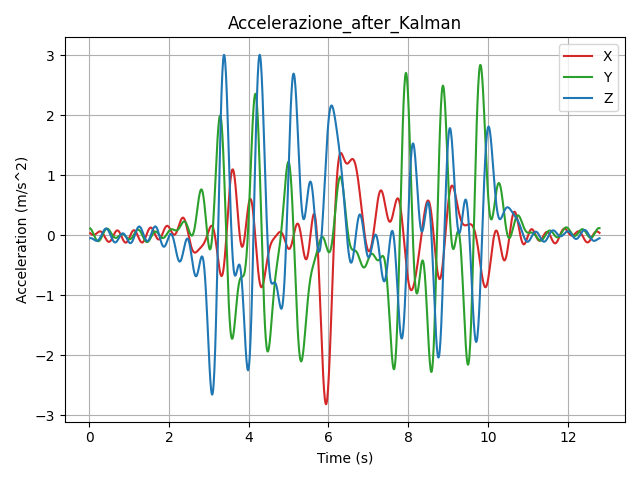 Accelerazione_after_Kalman
X
Y
Z
Acceleration (m/s^2)
3
2
1
0
−1
−2
−3
0 2 4 6 8 10 12
Time (s)